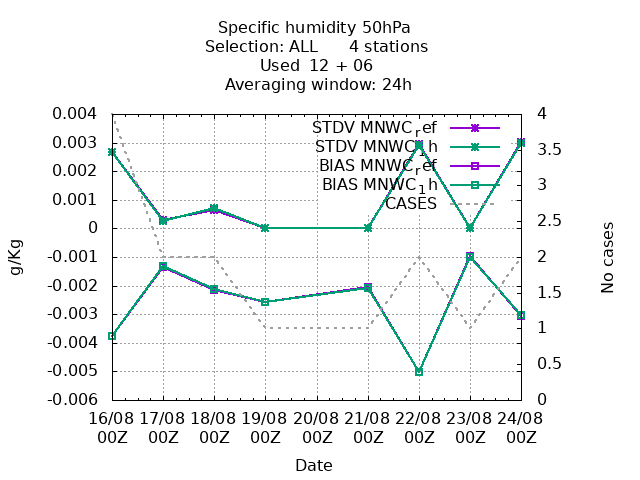 Specific humidity 50hPa
Selection: ALL      4 stations
Used  12 + 06
Averaging window: 24h
0.004
0.003
0.002
0.001
0
-0.001
-0.002
-0.003
-0.004
-0.005
-0.006
g/Kg
4
3.5
3
2.5
2
1.5
1
0.5
0
No cases
STDV MNWC_ref
STDV MNWC_1h
BIAS MNWC_ref
BIAS MNWC_1h
CASES
16/08 17/08 18/08 19/08 20/08 21/08 22/08 23/08 24/08
00Z 00Z 00Z 00Z 00Z 00Z 00Z 00Z 00Z
Date